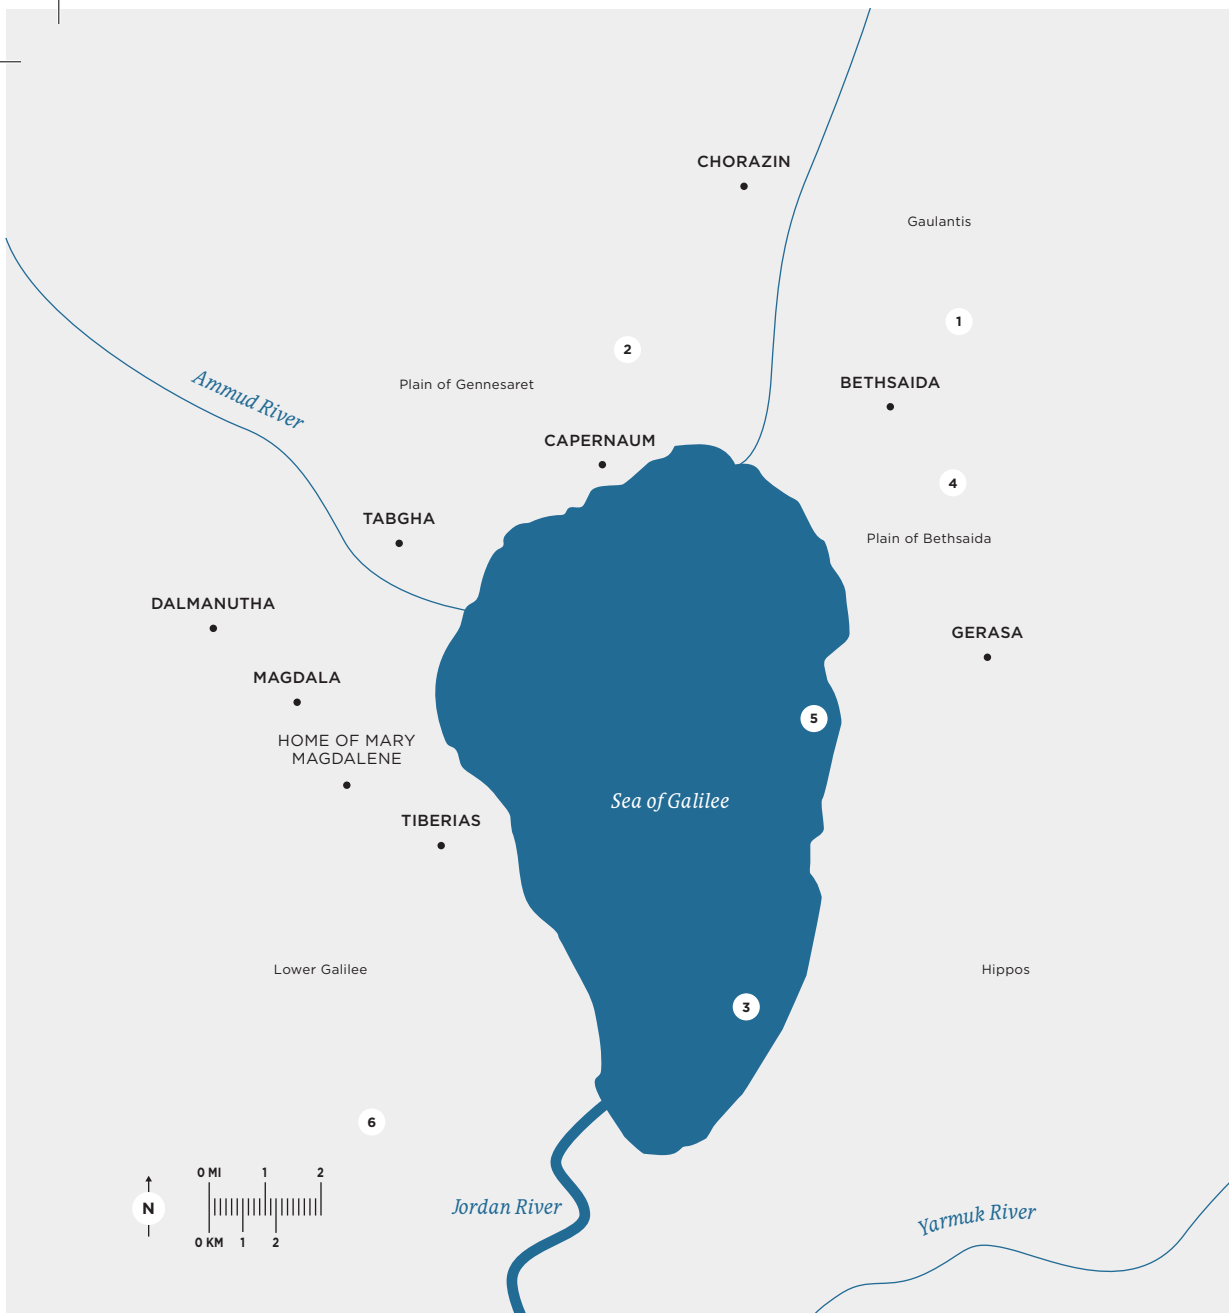 CHORAZIN
Gaulantis
1
2
Ammud River
Plain of Gennesaret
BETHSAIDA
CAPERNAUM
4
TABGHA
Plain of Bethsaida
DALMANUTHA
GERASA
MAGDALA
5
HOME OF MARY
MAGDALENE
Sea of Galilee
TIBERIAS
Lower Galilee
Hippos
3
6
0 MI 1 2
N
Jordan River
Yarmuk River
0 KM 1 2